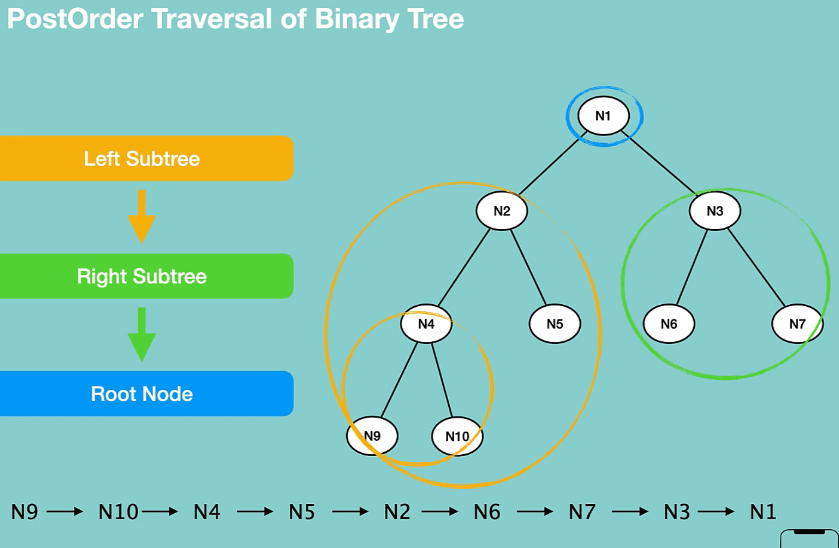 PostOrder Traversal of Binary Tree
N1
Left Subtree
N2
N3
Right Subtree
N4
N5
N6
N7
Root Node
N9
N10
N9 → N10 → N4 → N5 → N2 → N6 → N7 → N3 → N1